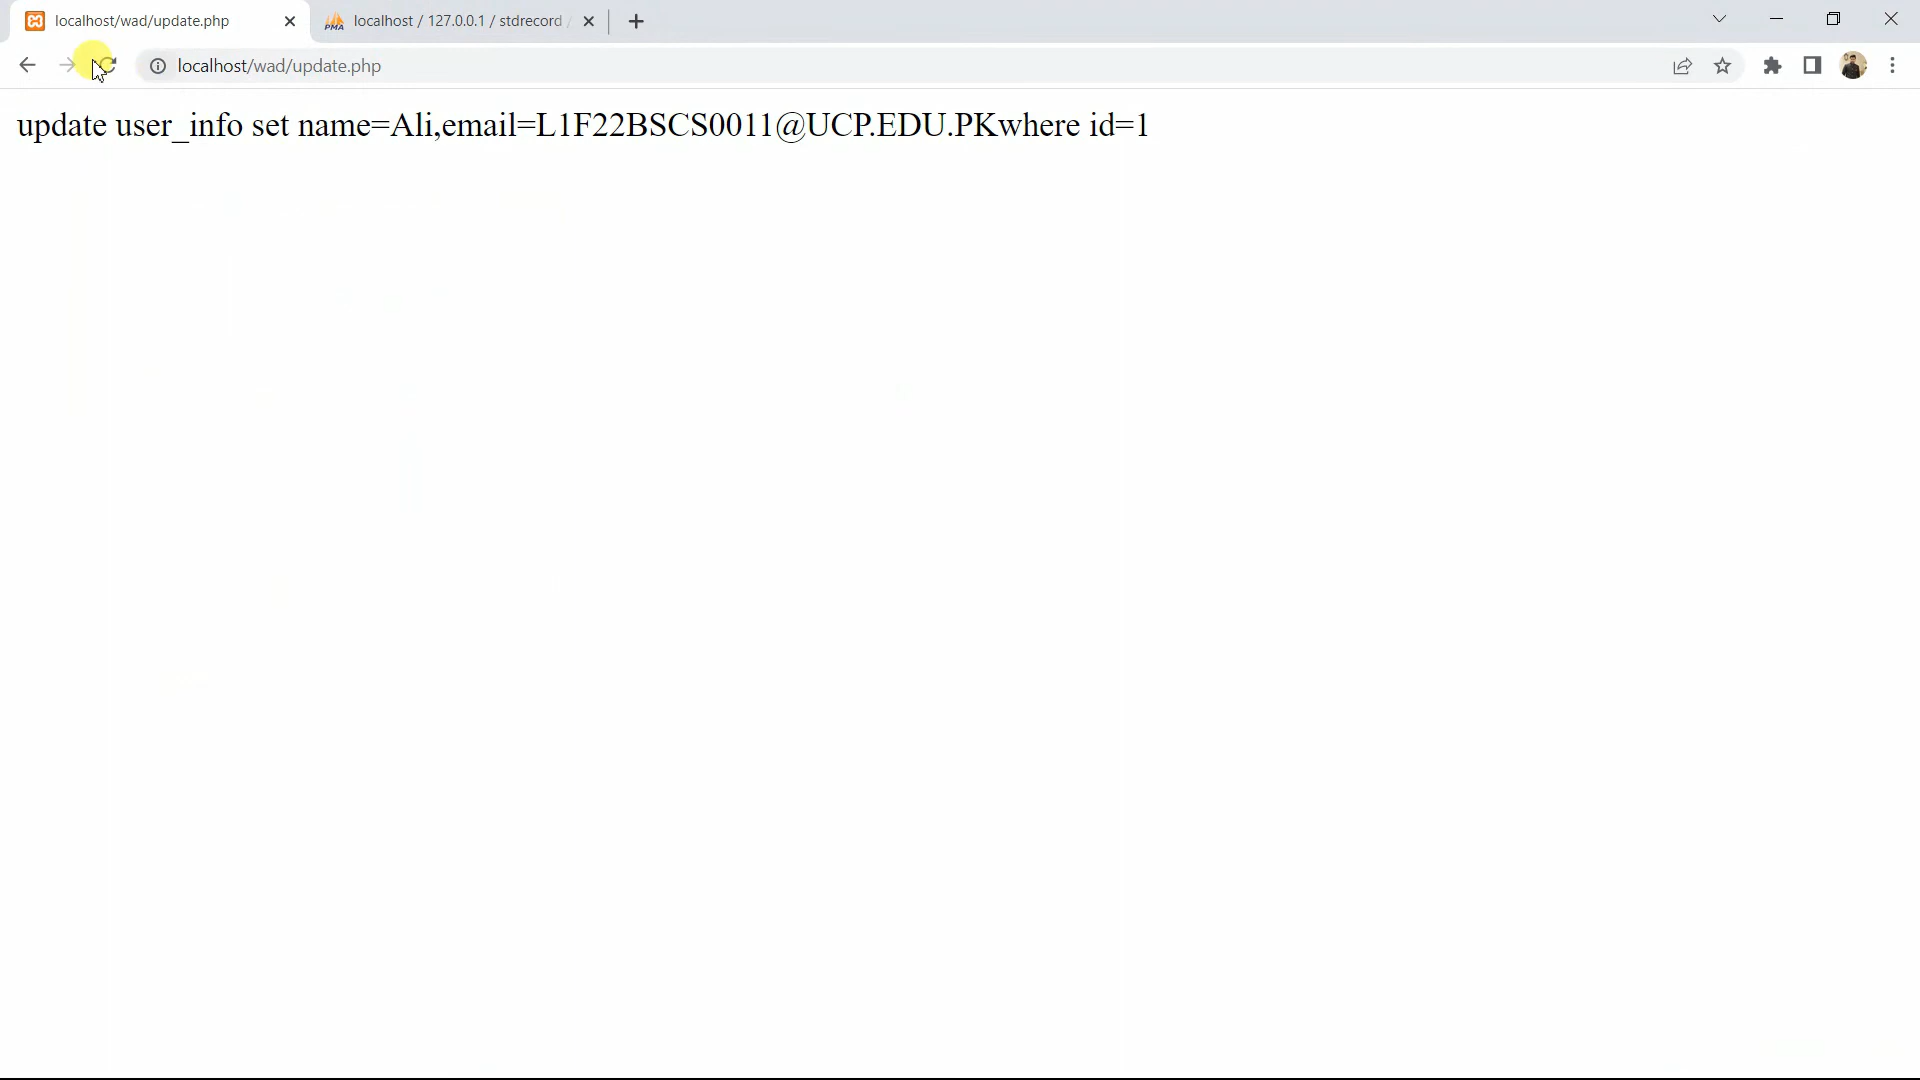 localhost/wad/update.php
localhost / 127.0.0.1 / stdrecord /
localhost/wad/update.php
update user_info set name=Ali,email=L1F22BSCS0011@UCP.EDU.PKwhere id=1